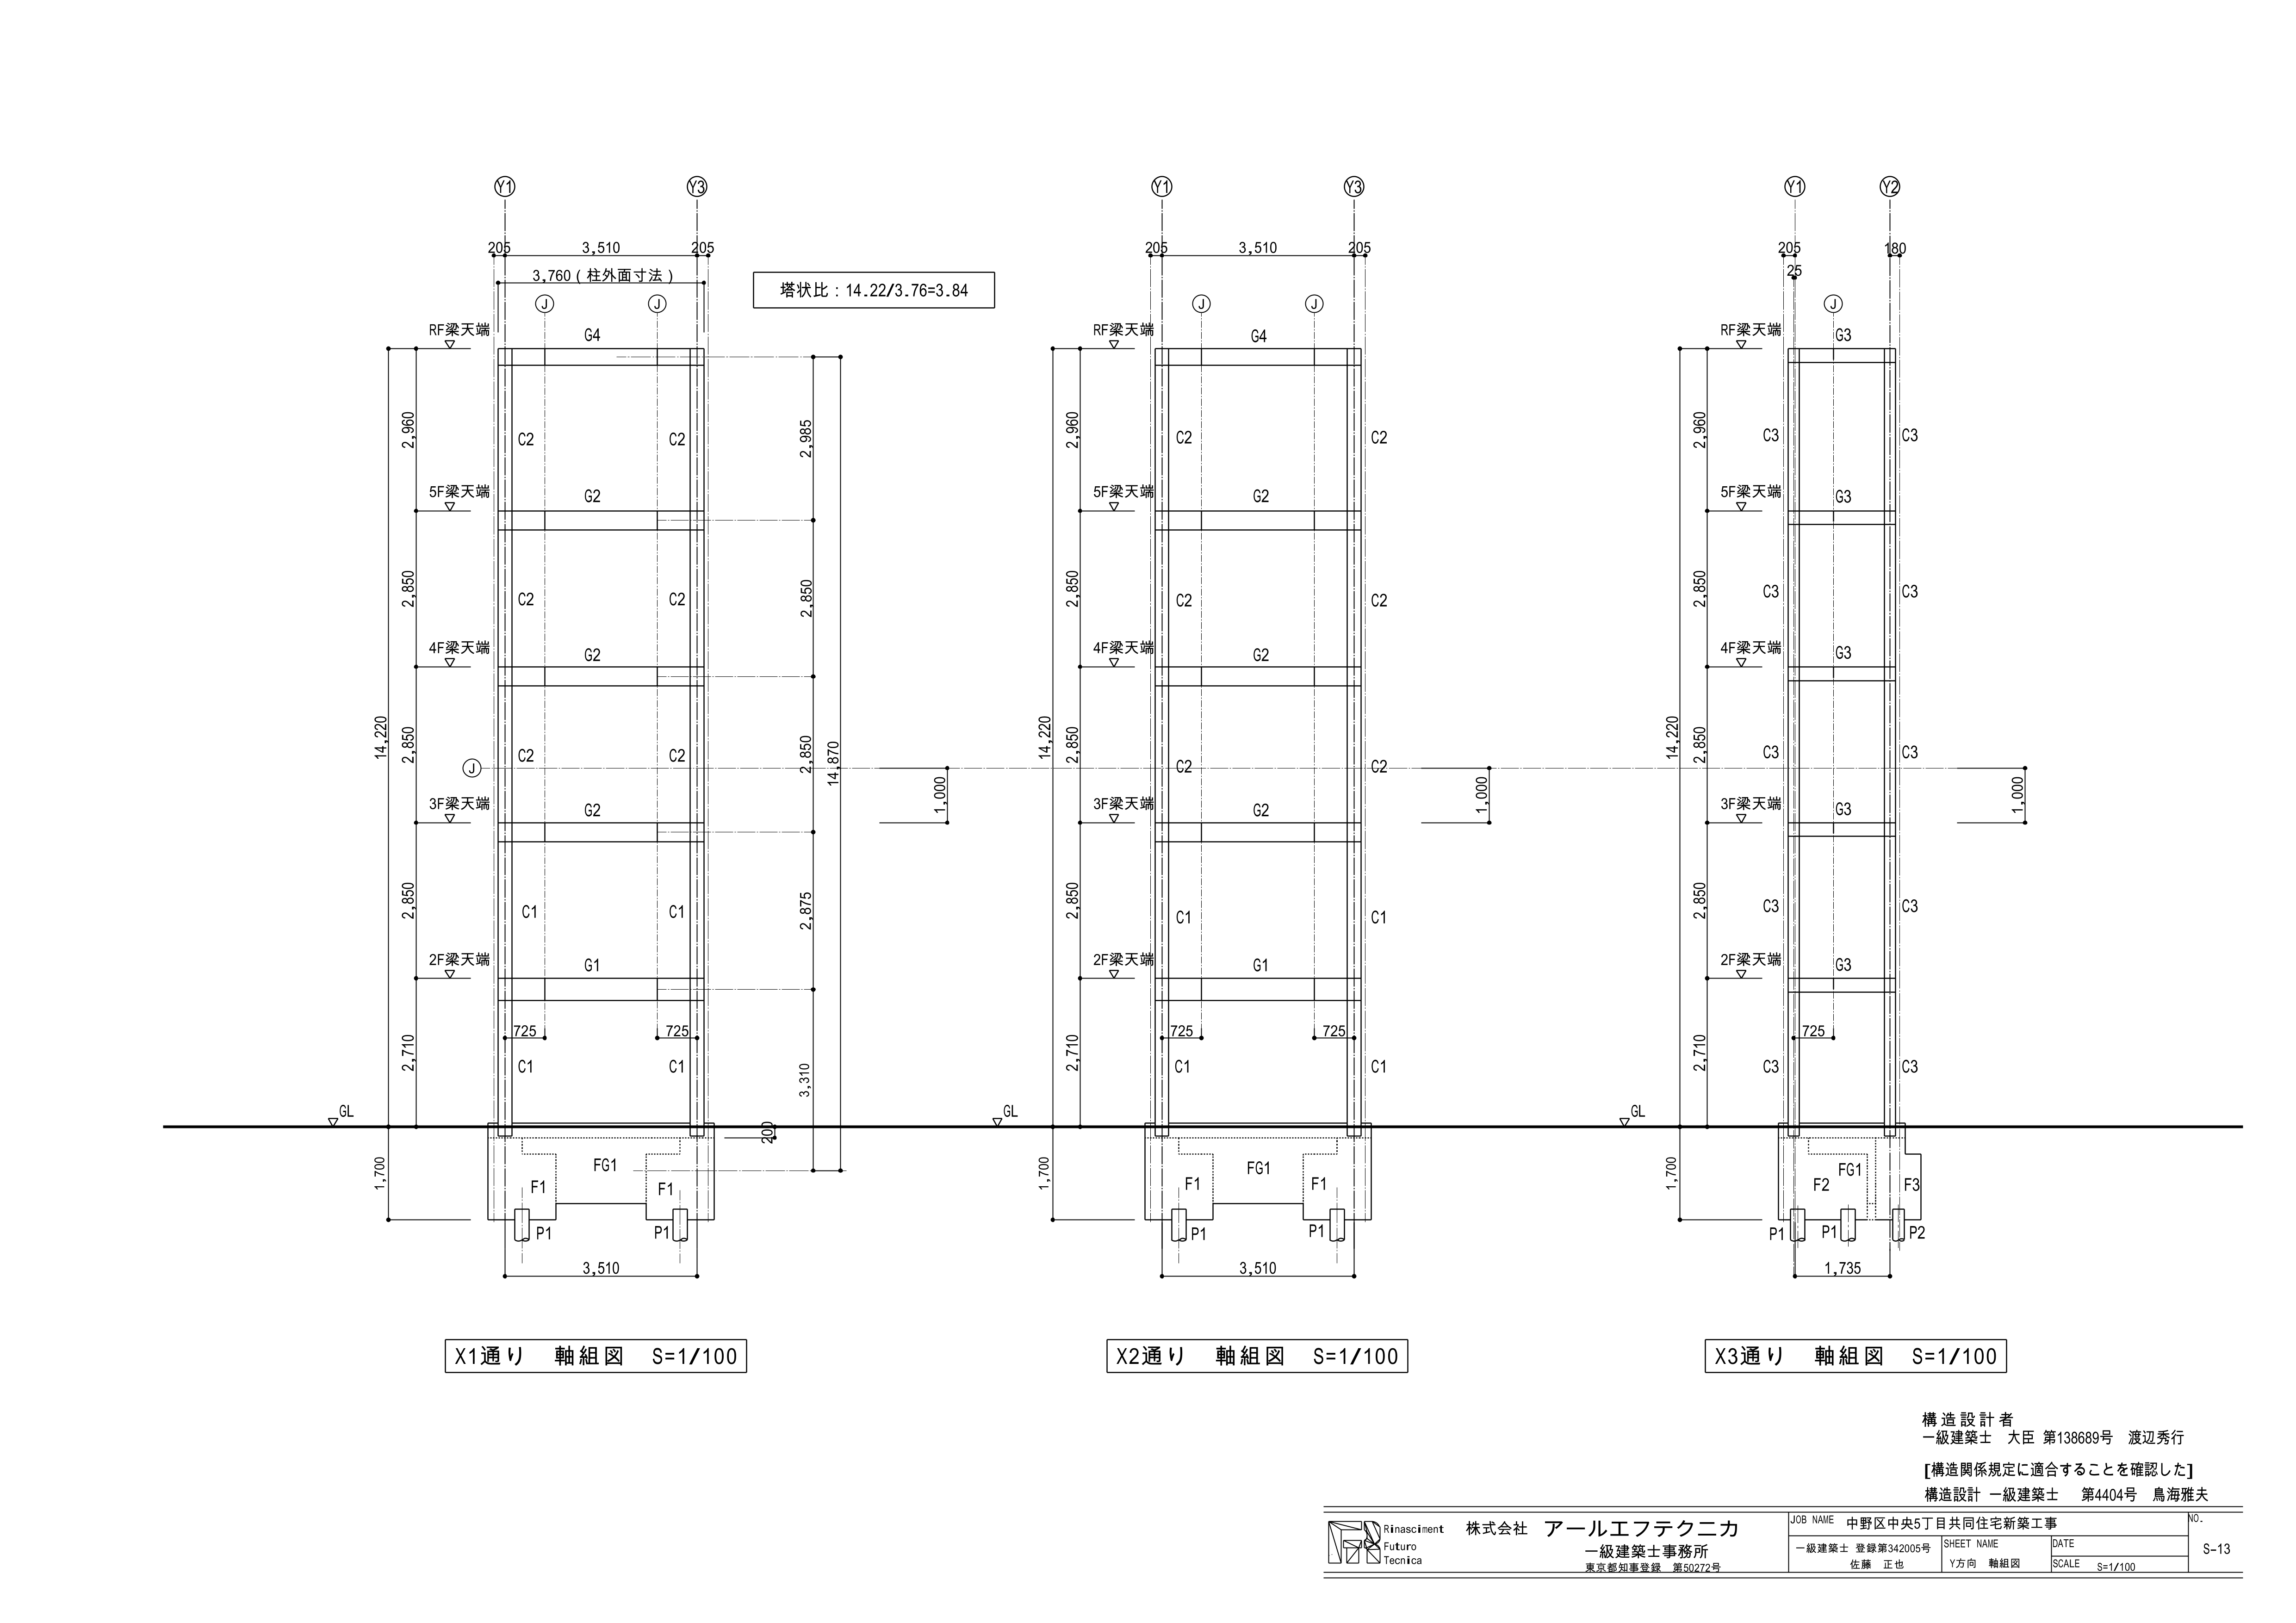 Y1 Y3 Y1 Y3 Y1 Y2
205 3,510 205 205 3,510 205 205 180
3,760 ( 柱外面寸法 ) 25
塔状比 : 14.22/3.76=3.84
J J J J J
RF梁天端 G4 RF梁天端 G4 RF梁天端 G3
2,960 C2 C2 2,985 2,960 C2 C2 2,960 C3 C3
5F梁天端 G2 5F梁天端 G2 5F梁天端 G3
2,850 C2 C2 2,850 2,850 C2 C2 2,850 C3 C3
4F梁天端 G2 4F梁天端 G2 4F梁天端 G3
14,220 2,850 C2 C2 2,850 14,870 14,220 2,850 C2 C2 14,220 2,850 C3 C3
J 1,000 1,000 1,000
3F梁天端 G2 3F梁天端 G2 3F梁天端 G3
2,850 C1 C1 2,875 2,850 C1 C1 2,850 C3 C3
2F梁天端 G1 2F梁天端 G1 2F梁天端 G3
725 725 725 725 725
2,710 C1 C1 3,310 2,710 C1 C1 2,710 C3 C3
GL 200 GL GL
1,700 F1 FG1 F1 1,700 F1 FG1 F1 1,700 F2 FG1 F3
P1 P1 P1 P1 P1 P1 P2
3,510 3,510 1,735
X1通り 軸組図 S=1/100
X2通り 軸組図 S=1/100
X3通り 軸組図 S=1/100
構造設計者
一級建築士 大臣 第138689号 渡辺秀行
[構造関係規定に適合することを確認した]
構造設計 一級建築士 第4404号 鳥海雅夫
Rinasciment
Futuro
Tecnica
株式会社 アールエフテクニカ
一級建築士事務所
東京都知事登録 第50272号
JOB NAME 中野区中央5丁目共同住宅新築工事
一級建築士 登録第342005号
佐藤 正也
SHEET NAME
Y方向 軸組図
DATE
SCALE S=1/100
NO.
S-13